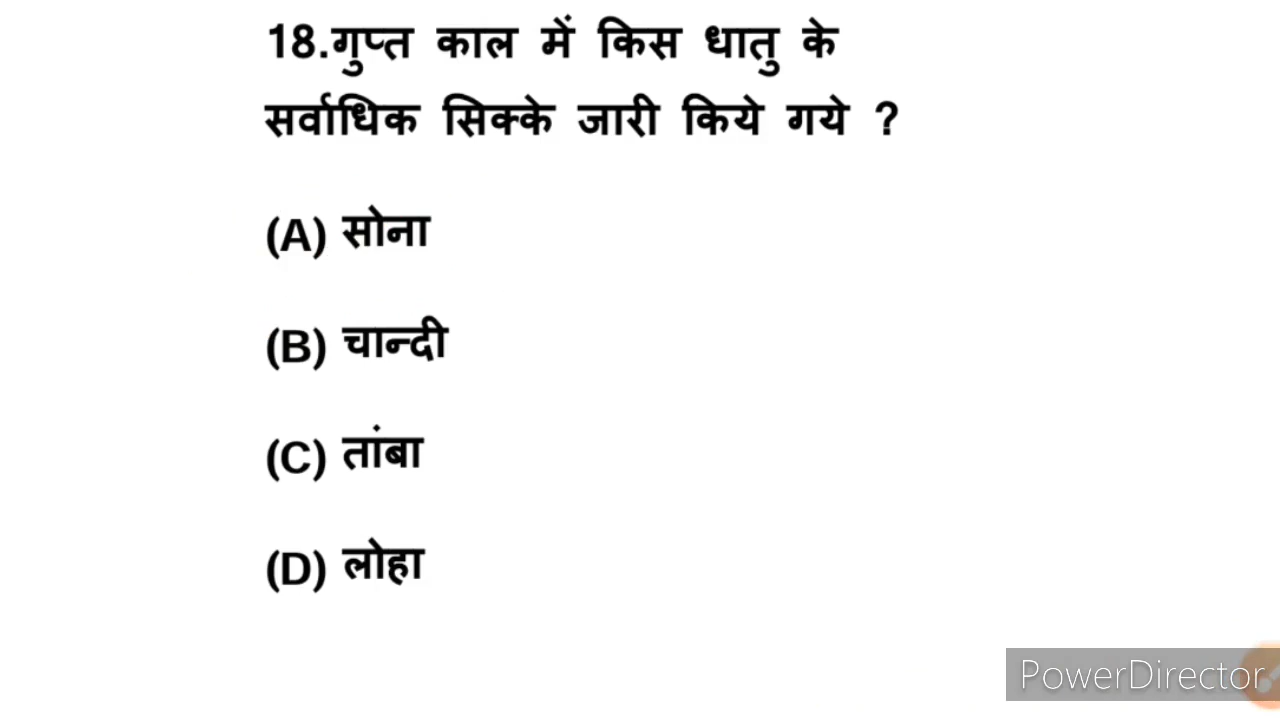 18.गुप्त काल में किस धातु के
सर्वाधिक सिक्के जारी किये गये ?
(A) सोना
(B) चान्दी
(C) तांबा
(D) लोहा
PowerDirector